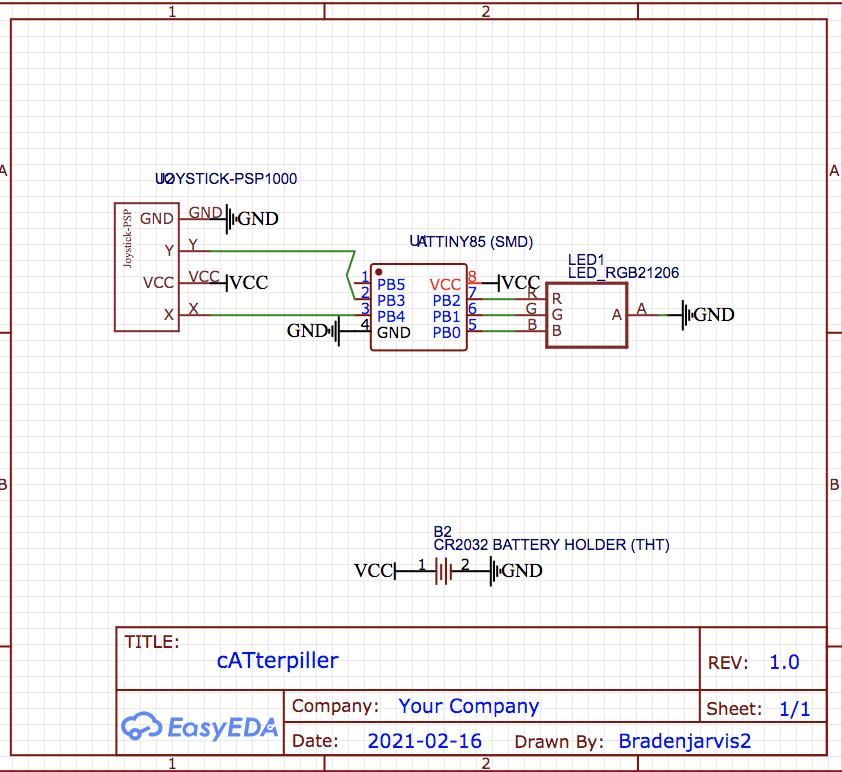 1 2
A A
JOYSTICK-PSP1000
Joystick-PSP
GND GND GND
Y Y
VCC VCC VCC
X X
ATTINY85 (SMD)
1 PB5 VCC 8 VCC
2 PB3 PB2 7
3 PB4 PB1 6
GND 4 GND PB0 5
LED1
LED_RGB21206
R R
G G A A GND
B B
B B
B2
CR2032 BATTERY HOLDER (THT)
VCC 1 2 GND
TITLE:
cATterpiller
REV: 1.0
EasyEDA
Company: Your Company
Sheet: 1/1
Date: 2021-02-16 Drawn By: Bradenjarvis2
1 2